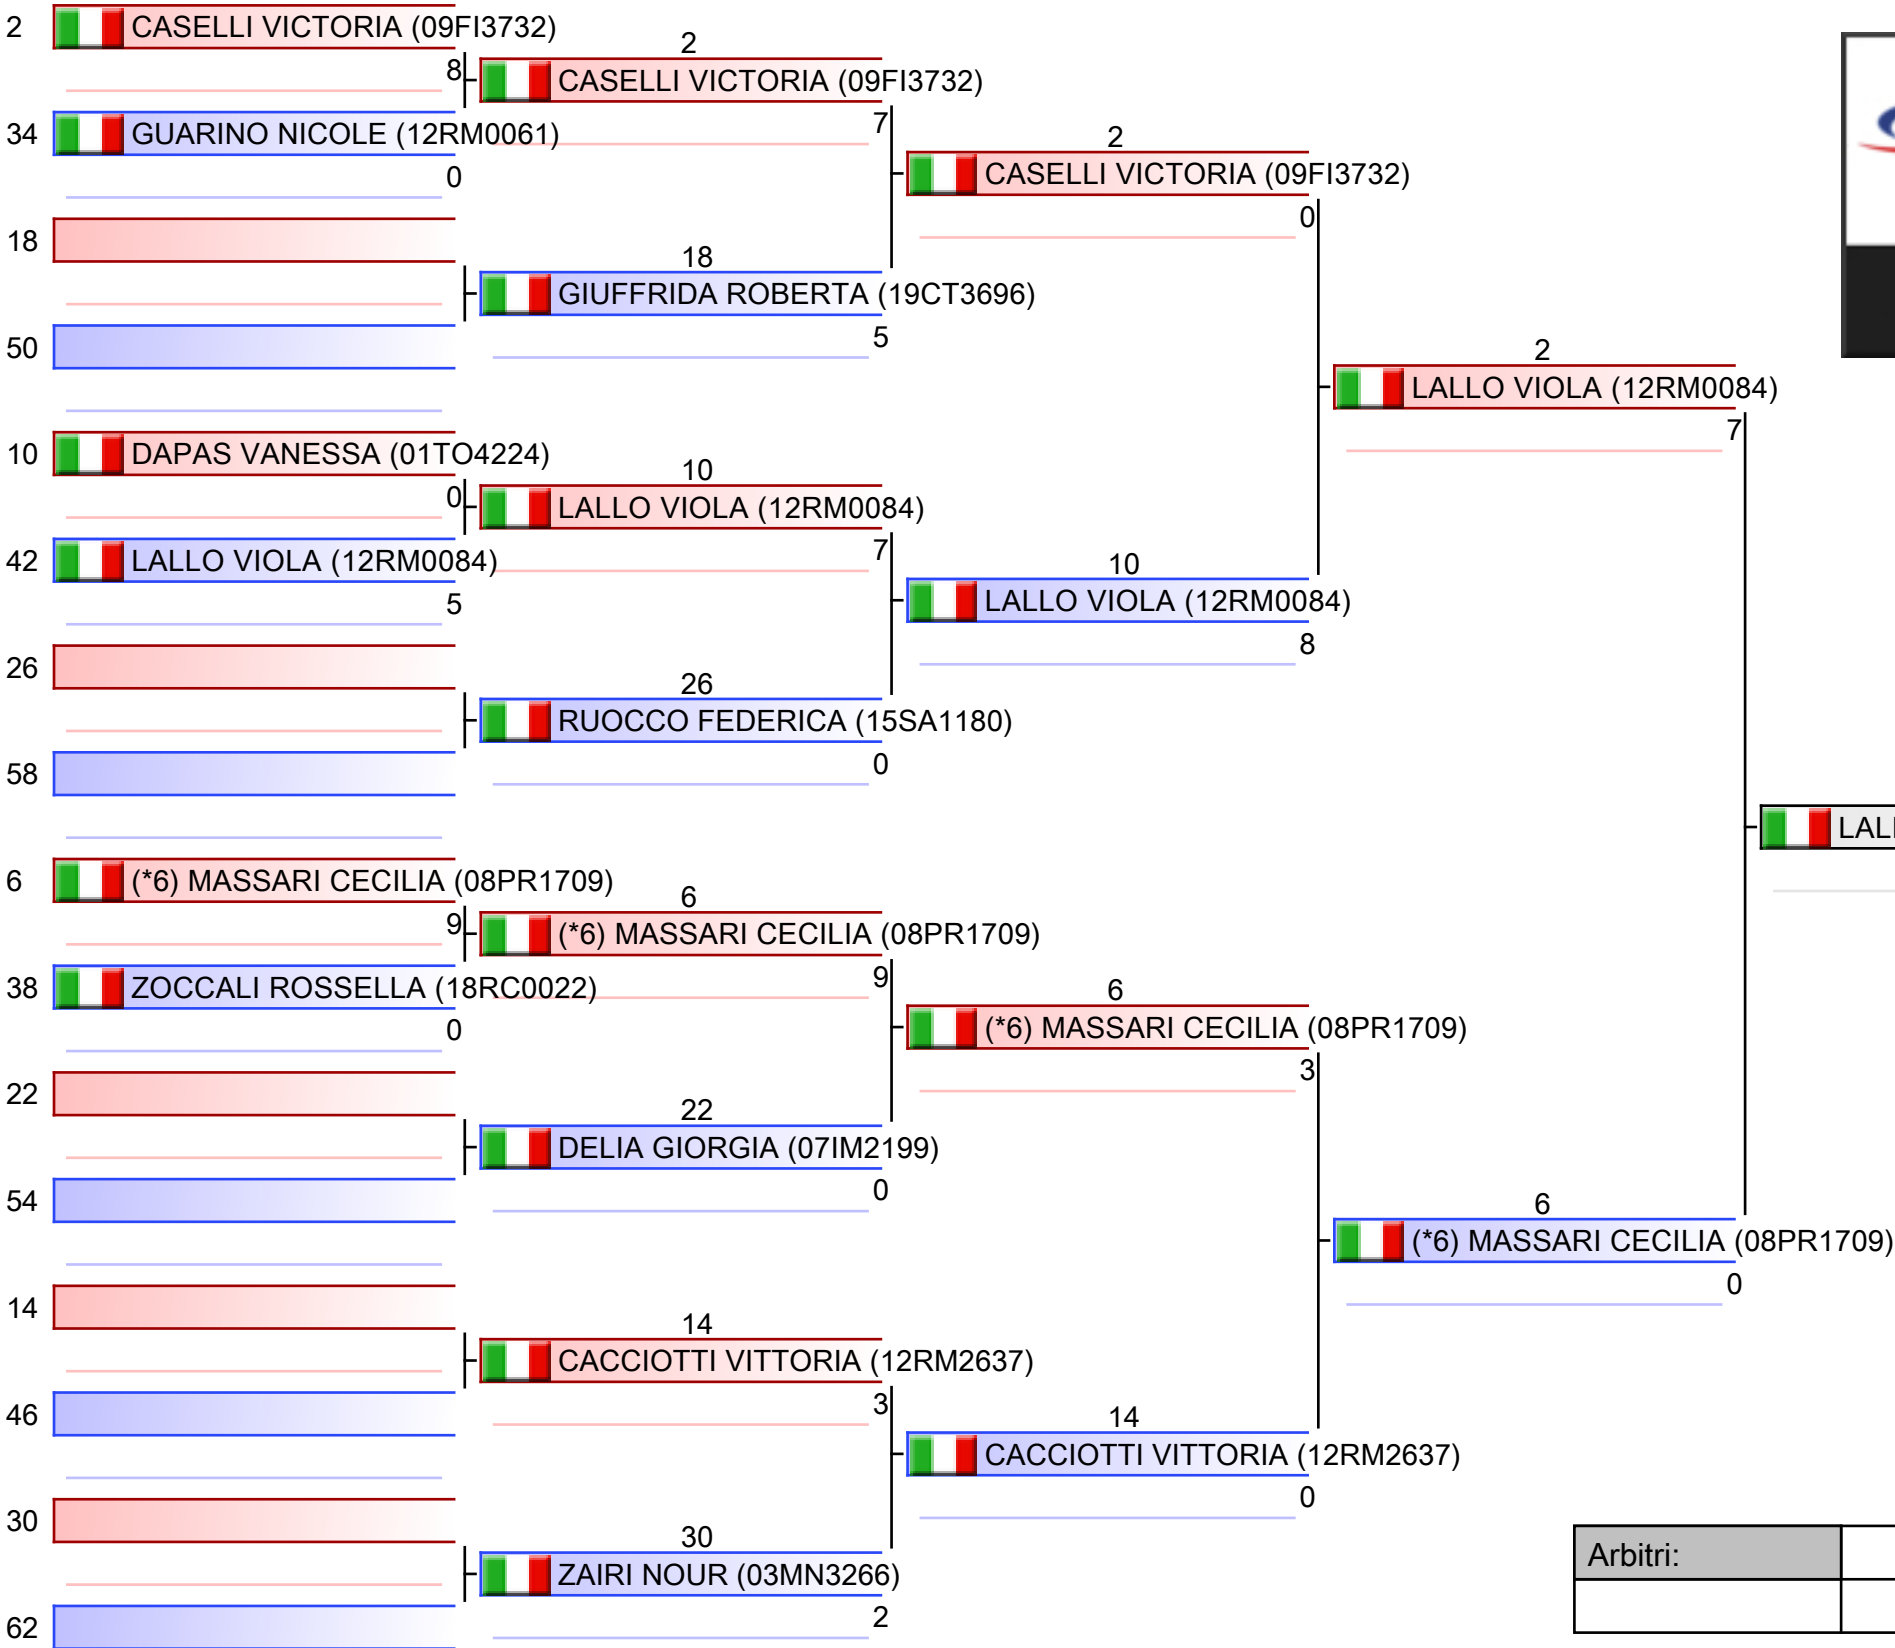 2 CASELLI VICTORIA (09FI3732)
8
34 GUARINO NICOLE (12RM0061)
0
18
50
10 DAPAS VANESSA (01TO4224)
0
42 LALLO VIOLA (12RM0084)
5
26
58
6 (*6) MASSARI CECILIA (08PR1709)
9
38 ZOCCALI ROSSELLA (18RC0022)
0
22
54
14
46
30
62
2
CASELLI VICTORIA (09FI3732)
7
18
GIUFFRIDA ROBERTA (19CT3696)
5
10
LALLO VIOLA (12RM0084)
7
26
RUOCCO FEDERICA (15SA1180)
0
6
(*6) MASSARI CECILIA (08PR1709)
9
22
DELIA GIORGIA (07IM2199)
0
14
CACCIOTTI VITTORIA (12RM2637)
3
30
ZAIRI NOUR (03MN3266)
2
2
CASELLI VICTORIA (09FI3732)
0
10
LALLO VIOLA (12RM0084)
8
6
(*6) MASSARI CECILIA (08PR1709)
3
14
CACCIOTTI VITTORIA (12RM2637)
0
2
LALLO VIOLA (12RM0084)
7
6
(*6) MASSARI CECILIA (08PR1709)
0
Arbitri: